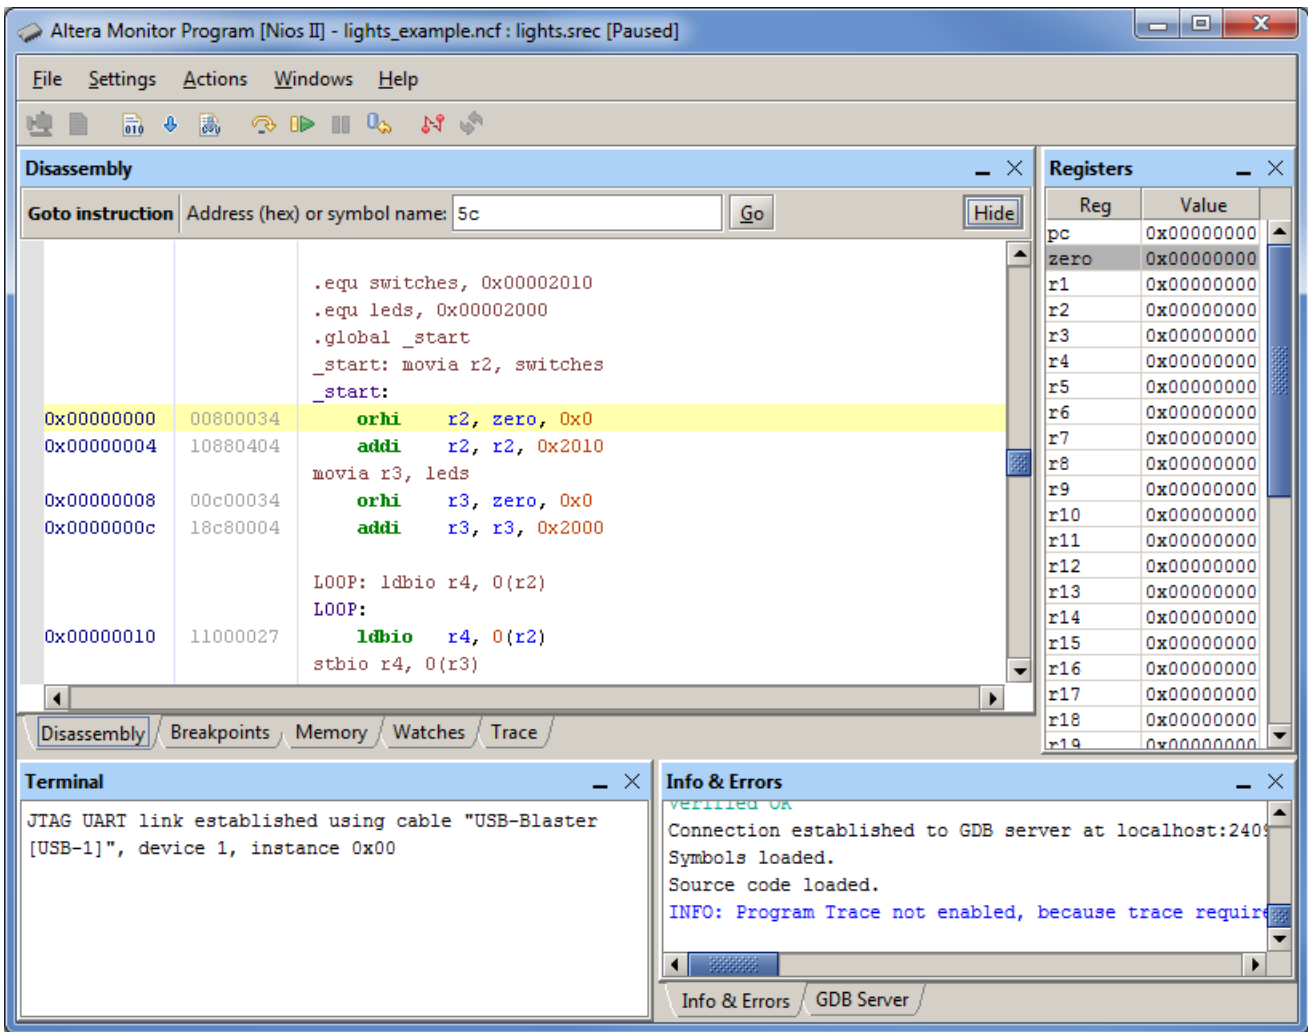 Altera Monitor Program [Nios II] - lights_example.ncf : lights.srec [Paused]
File Settings Actions Windows Help
Disassembly
Goto instruction Address (hex) or symbol name: 5c Go Hide
.equ switches, 0x00002010
.equ leds, 0x00002000
.global _start
_start: movia r2, switches
_start:
0x00000000 00800034 orhi r2, zero, 0x0
0x00000004 10880404 addi r2, r2, 0x2010
movia r3, leds
0x00000008 00c00034 orhi r3, zero, 0x0
0x0000000c 18c80004 addi r3, r3, 0x2000
LOOP: ldbio r4, 0(r2)
LOOP:
0x00000010 11000027 ldbio r4, 0(r2)
stbio r4, 0(r3)
Disassembly Breakpoints Memory Watches Trace
Registers
Reg Value
pc 0x00000000
zero 0x00000000
r1 0x00000000
r2 0x00000000
r3 0x00000000
r4 0x00000000
r5 0x00000000
r6 0x00000000
r7 0x00000000
r8 0x00000000
r9 0x00000000
r10 0x00000000
r11 0x00000000
r12 0x00000000
r13 0x00000000
r14 0x00000000
r15 0x00000000
r16 0x00000000
r17 0x00000000
r18 0x00000000
r19 0x00000000
Terminal
JTAG UART link established using cable "USB-Blaster
[USB-1]", device 1, instance 0x00
Info & Errors
Verified OK
Connection established to GDB server at localhost:2409
Symbols loaded.
Source code loaded.
INFO: Program Trace not enabled, because trace require
Info & Errors GDB Server